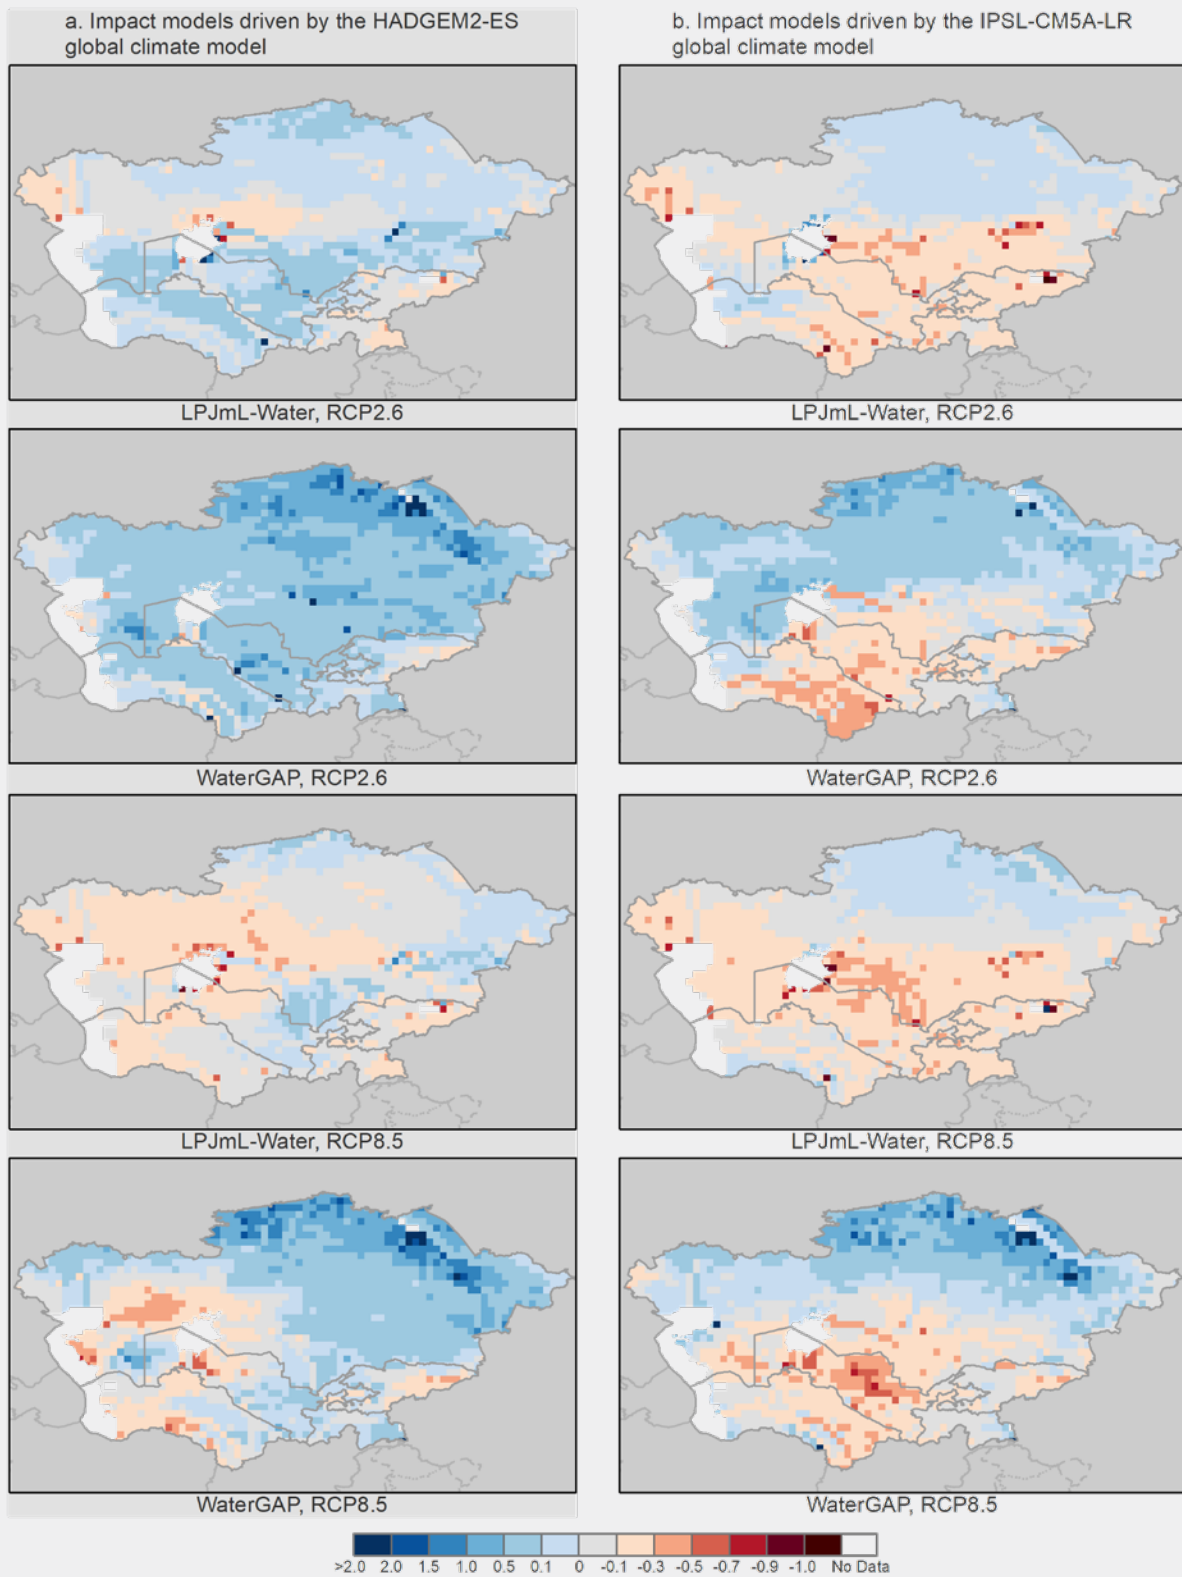 a. Impact models driven by the HADGEM2-ES
global climate model
b. Impact models driven by the IPSL-CM5A-LR
global climate model
LPJmL-Water, RCP2.6
LPJmL-Water, RCP2.6
WaterGAP, RCP2.6
WaterGAP, RCP2.6
LPJmL-Water, RCP8.5
LPJmL-Water, RCP8.5
WaterGAP, RCP8.5
WaterGAP, RCP8.5
>2.0 2.0 1.5 1.0 0.5 0.1 0 -0.1 -0.3 -0.5 -0.7 -0.9 -1.0 No Data